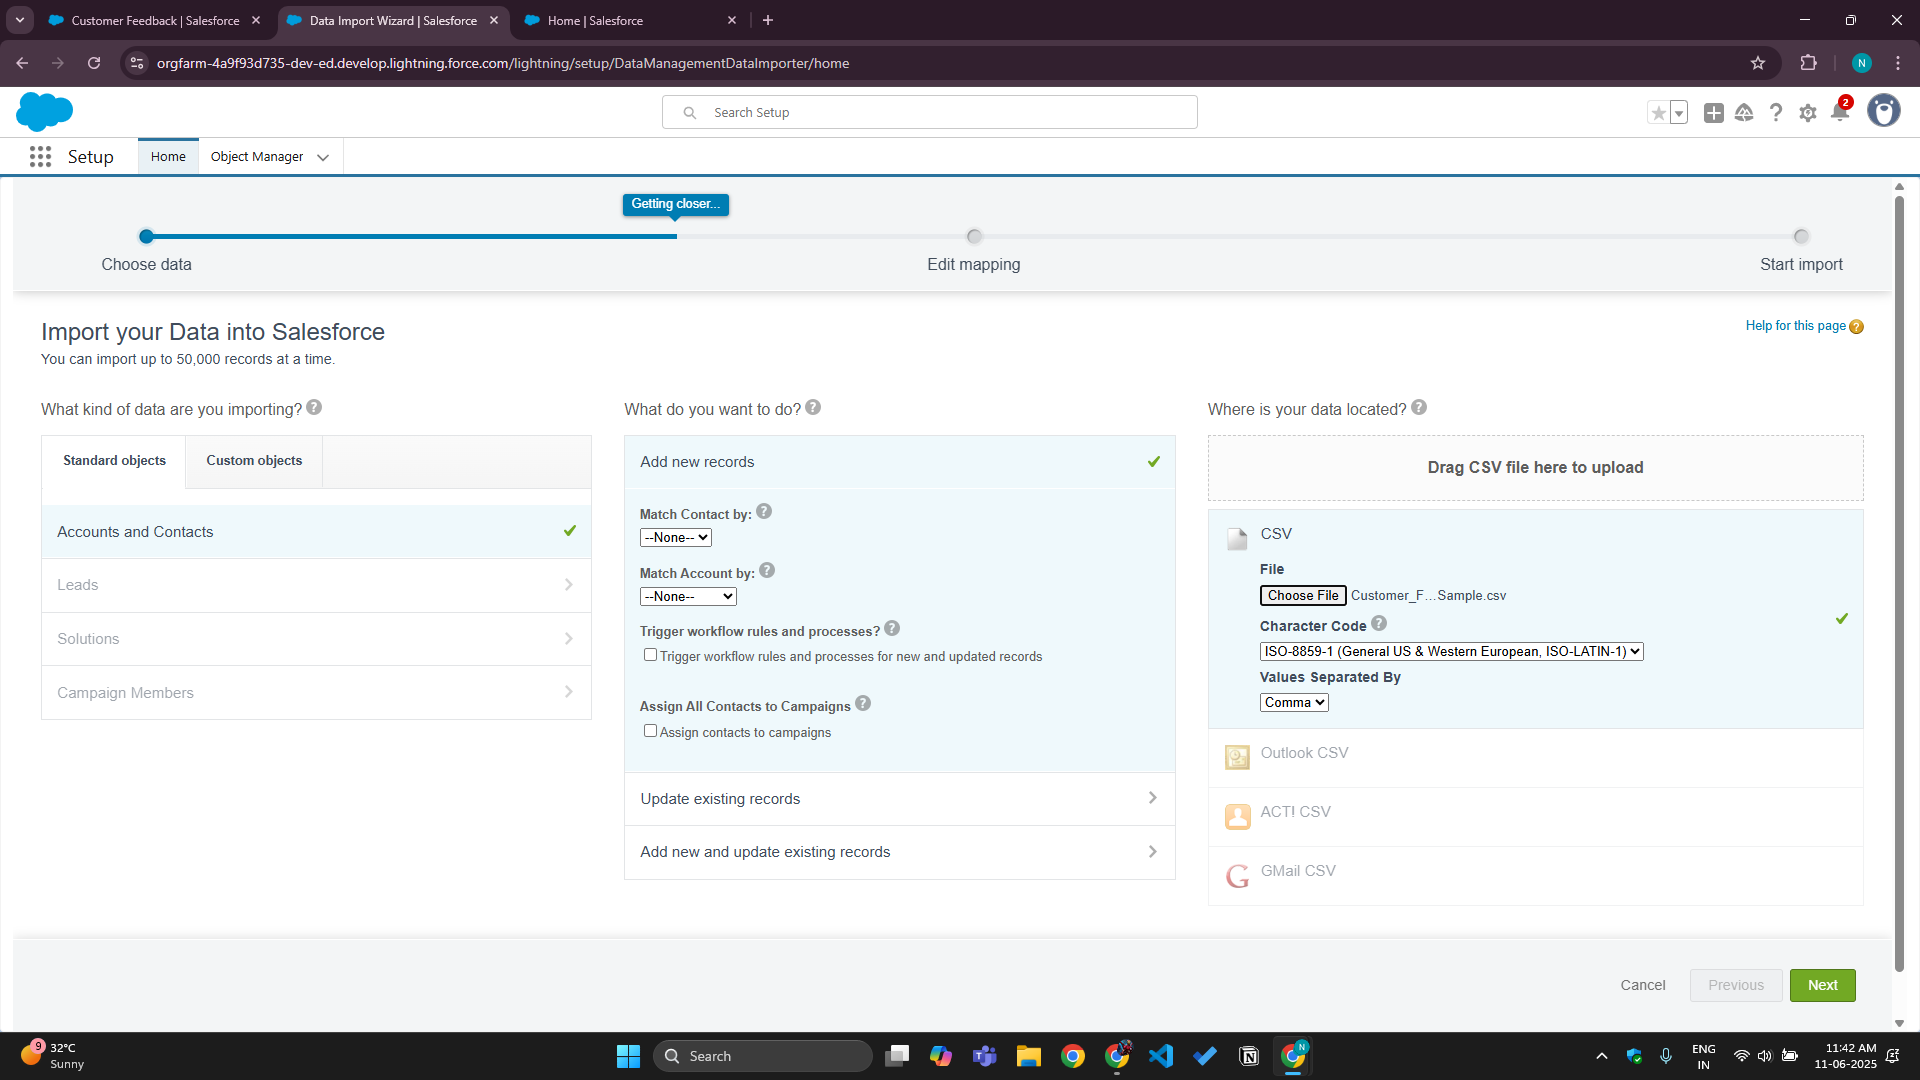 Customer Feedback | Salesforce
Data Import Wizard | Salesforce
Home | Salesforce
orgfarm-4a9f93d735-dev-ed.develop.lightning.force.com/lightning/setup/DataManagementDataImporter/home
N
Search Setup
2
Setup
Home
Object Manager
Getting closer...
Choose data
Edit mapping
Start import
Import your Data into Salesforce
Help for this page ?
You can import up to 50,000 records at a time.
What kind of data are you importing? ?
Standard objects
Custom objects
Accounts and Contacts
Leads
Solutions
Campaign Members
What do you want to do? ?
Add new records
Match Contact by: ?
--None--
Match Account by: ?
--None--
Trigger workflow rules and processes? ?
Trigger workflow rules and processes for new and updated records
Assign All Contacts to Campaigns ?
Assign contacts to campaigns
Update existing records
Add new and update existing records
Where is your data located? ?
Drag CSV file here to upload
CSV
File
Choose File Customer_F...Sample.csv
Character Code ?
ISO-8859-1 (General US & Western European, ISO-LATIN-1)
Values Separated By
Comma
Outlook CSV
ACT! CSV
GMail CSV
Cancel
Previous
Next
9
32°C
Sunny
Search
N
ENG
IN
11:42 AM
11-06-2025